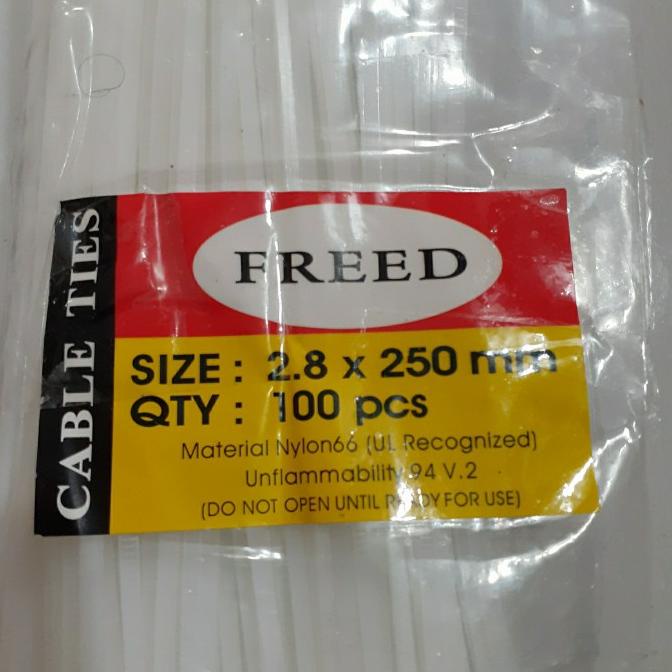 CABLE TIES
FREED
SIZE : 2.8 x 250 mm
QTY : 100 pcs
Material Nylon66 (UL Recognized)
Unflammability 94 V.2
(DO NOT OPEN UNTIL READY FOR USE)